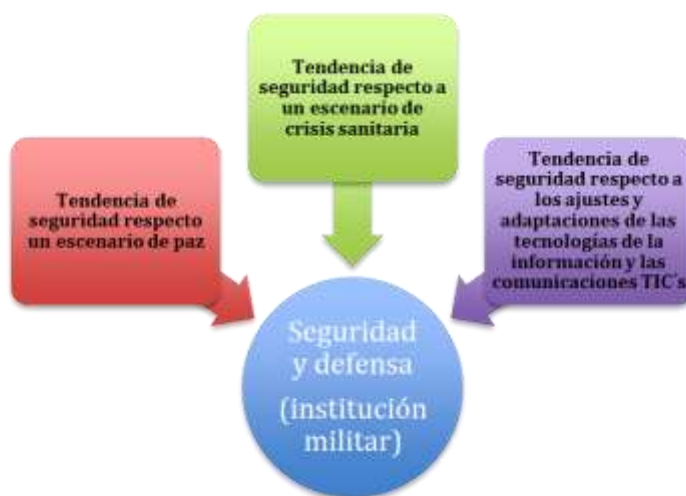 Tendencia de
seguridad respecto
un escenario de paz
Tendencia de
seguridad respecto a
un escenario de
crisis sanitaria
Tendencia de
seguridad respecto a
los ajustes y
adaptaciones de las
tecnologías de la
información y las
comunicaciones TIC's
Seguridad
y defensa
(institución
militar)